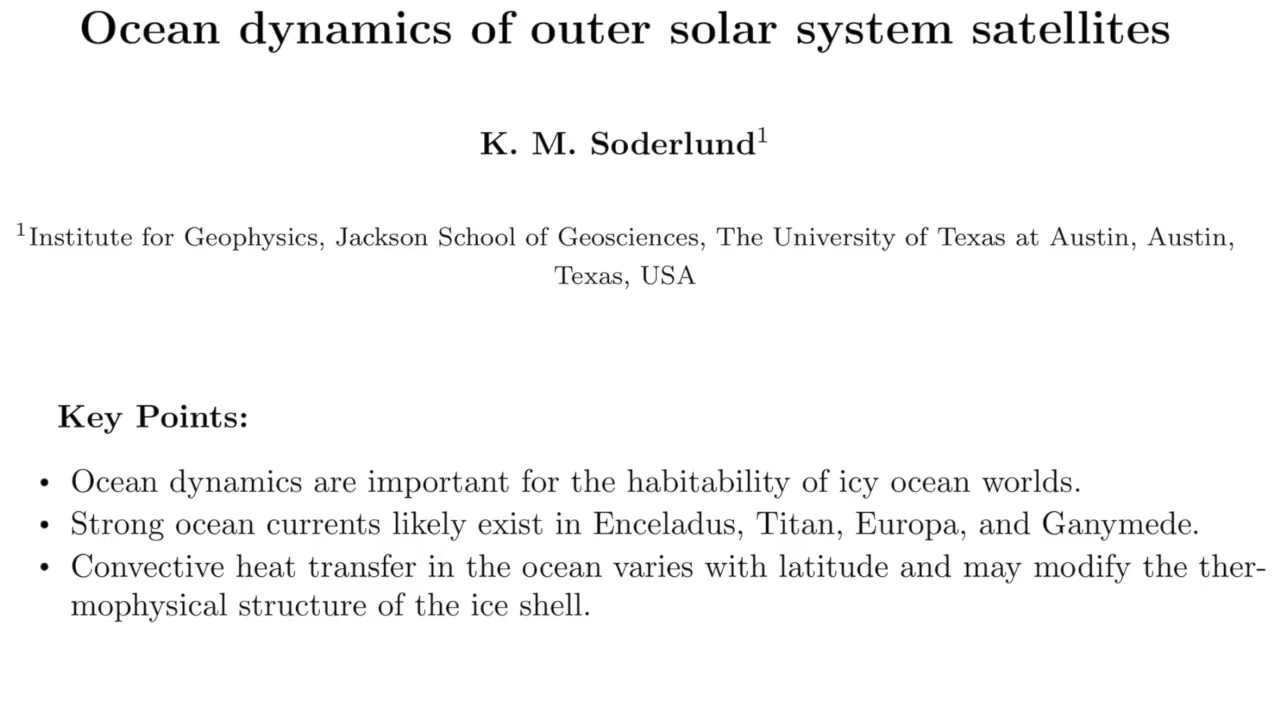 Ocean dynamics of outer solar system satellites
K. M. Soderlund¹
¹Institute for Geophysics, Jackson School of Geosciences, The University of Texas at Austin, Austin,
Texas, USA
Key Points:
• Ocean dynamics are important for the habitability of icy ocean worlds.
• Strong ocean currents likely exist in Enceladus, Titan, Europa, and Ganymede.
• Convective heat transfer in the ocean varies with latitude and may modify the ther-
mophysical structure of the ice shell.